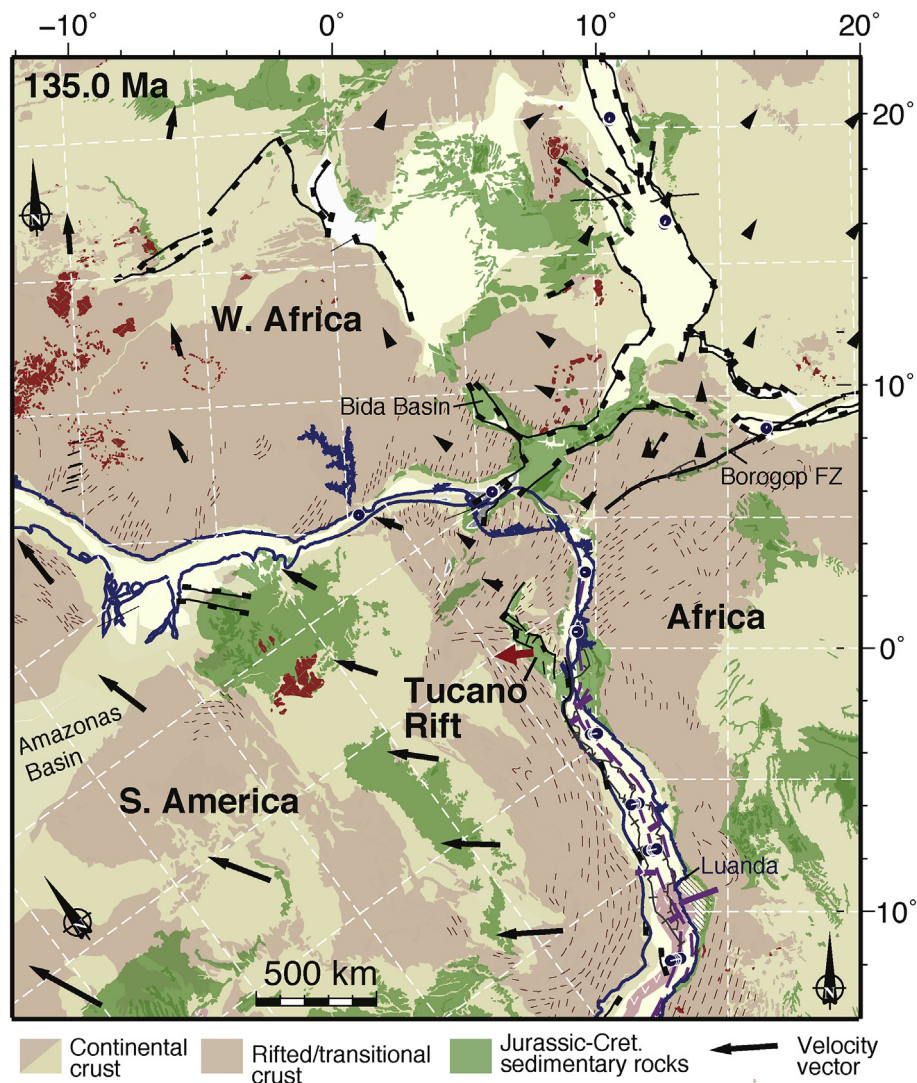 −10°
0°
10°
20°
135.0 Ma
20°
N
W. Africa
Bida Basin
10°
Borogop FZ
Africa
0°
Tucano
Rift
Amazonas
Basin
S. America
Luanda
N
−10°
500 km
N
Continental
crust
Rifted/transitional
crust
Jurassic-Cret.
sedimentary rocks
Velocity
vector